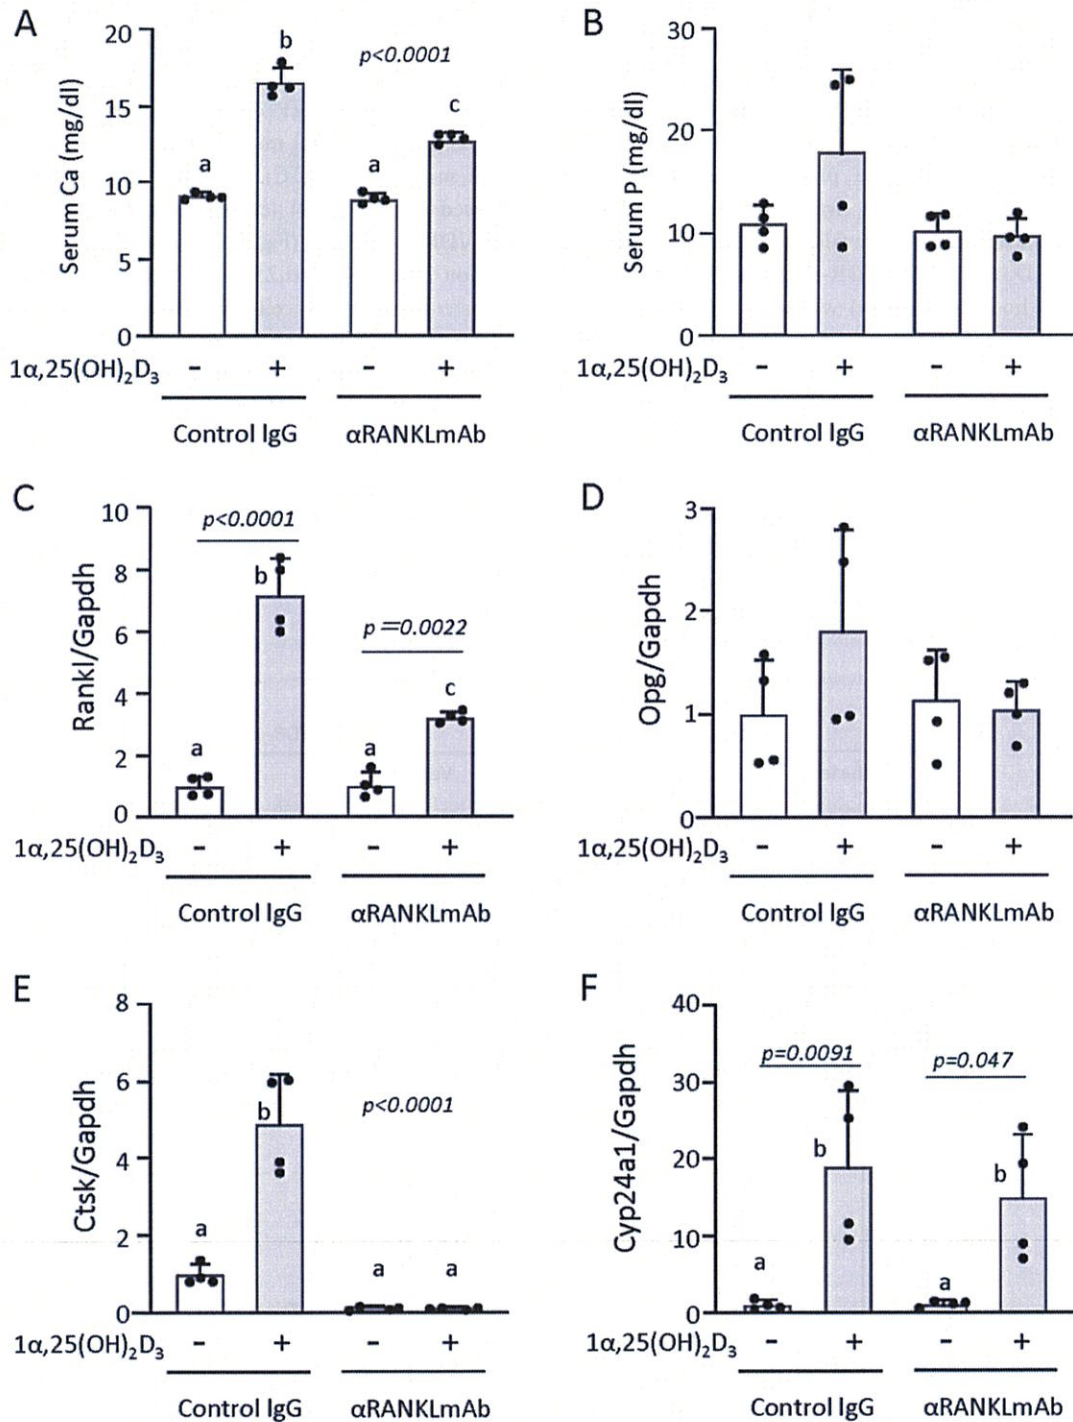 A
B
20
15
10
5
0
Serum Ca (mg/dl)
a
b
p<0.0001
a
c
1α,25(OH)₂D₃ - + - +
Control IgG αRANKLmAb
30
20
10
0
Serum P (mg/dl)
1α,25(OH)₂D₃ - + - +
Control IgG αRANKLmAb
C
D
10
8
6
4
2
0
Rankl/Gapdh
p<0.0001
a
b
p=0.0022
a
c
1α,25(OH)₂D₃ - + - +
Control IgG αRANKLmAb
3
2
1
0
Opg/Gapdh
1α,25(OH)₂D₃ - + - +
Control IgG αRANKLmAb
E
F
8
6
4
2
0
Ctsk/Gapdh
a
b
p<0.0001
a
a
1α,25(OH)₂D₃ - + - +
Control IgG αRANKLmAb
40
30
20
10
0
Cyp24a1/Gapdh
p=0.0091
a
b
p=0.047
a
b
1α,25(OH)₂D₃ - + - +
Control IgG αRANKLmAb